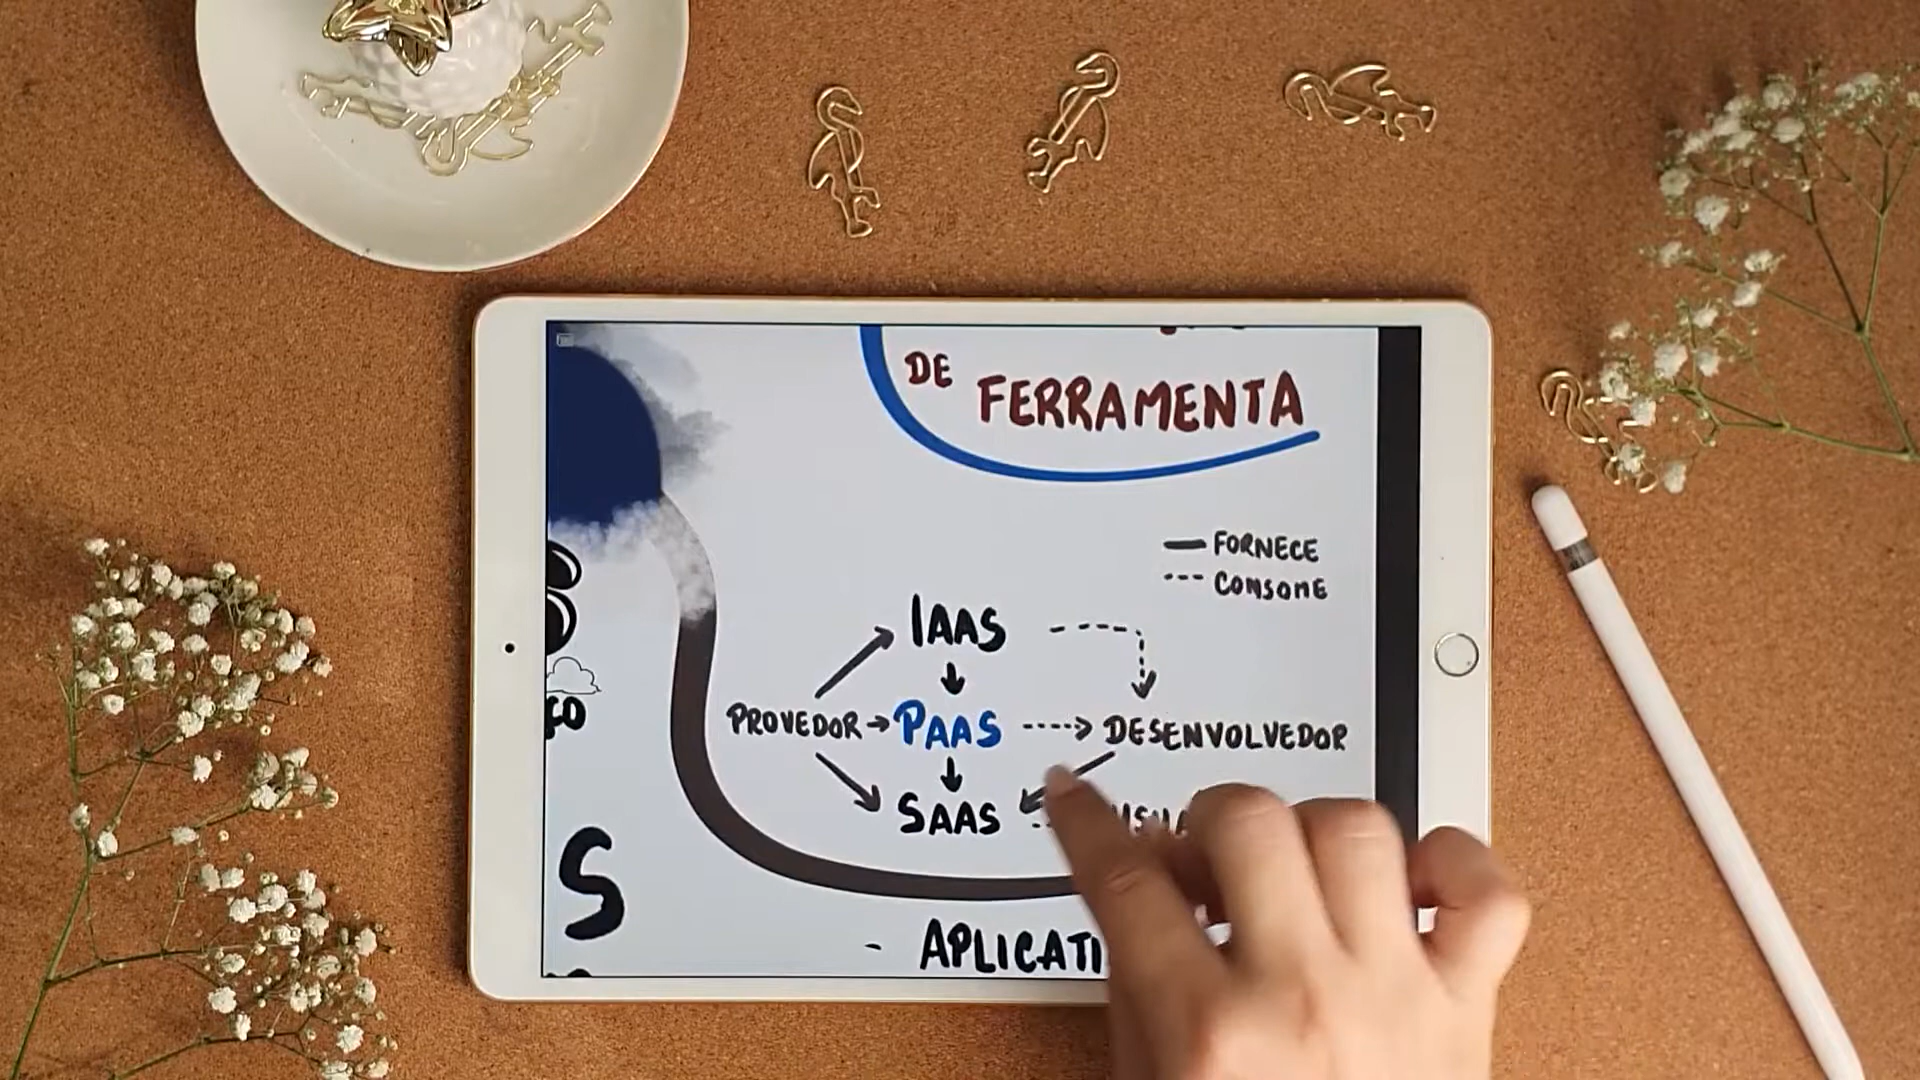 DE
FERRAMENTA
FORNECE
CONSOME
IAAS
PROVEDOR PAAS DESENVOLVEDOR
SAAS
S
- APLICATI